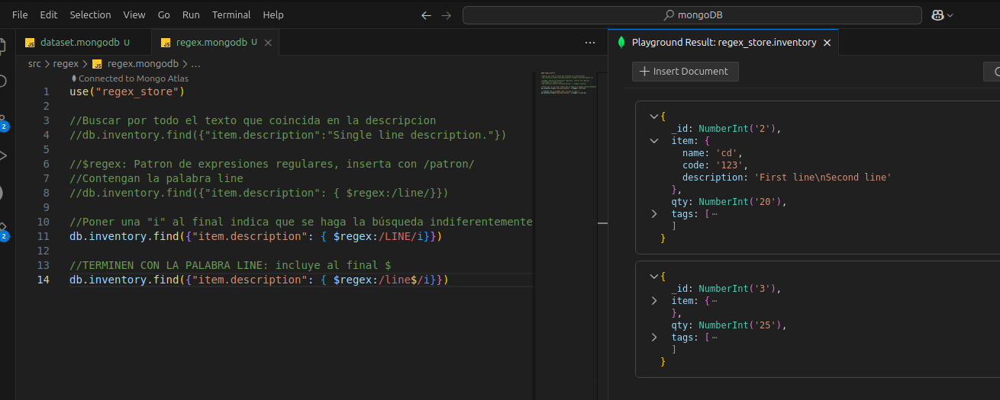 File Edit Selection View Go Run Terminal Help
mongoDB
JS dataset.mongodb U
JS regex.mongodb U
Playground Result: regex_store.inventory
src > regex > JS regex.mongodb > ...
Insert Document
Connected to Mongo Atlas
1 use("regex_store")
2
3 //Buscar por todo el texto que coincida en la descripcion
4 //db.inventory.find({"item.description":"Single line description."})
5
6 //$regex: Patron de expresiones regulares, inserta con /patron/
7 //Contengan la palabra line
8 //db.inventory.find({"item.description": { $regex:/line/}})
9
10 //Poner una "i" al final indica que se haga la búsqueda indiferentemente
11 db.inventory.find({"item.description": { $regex:/LINE/i}})
12
13 //TERMINEN CON LA PALABRA LINE: incluye al final $
14 db.inventory.find({"item.description": { $regex:/line$/i}})
2
2
{
_id: NumberInt('2'),
item: {
name: 'cd',
code: '123',
description: 'First line\nSecond line'
},
qty: NumberInt('20'),
tags: [ ...
]
}
{
_id: NumberInt('3'),
item: { ...
},
qty: NumberInt('25'),
tags: [ ...
]
}